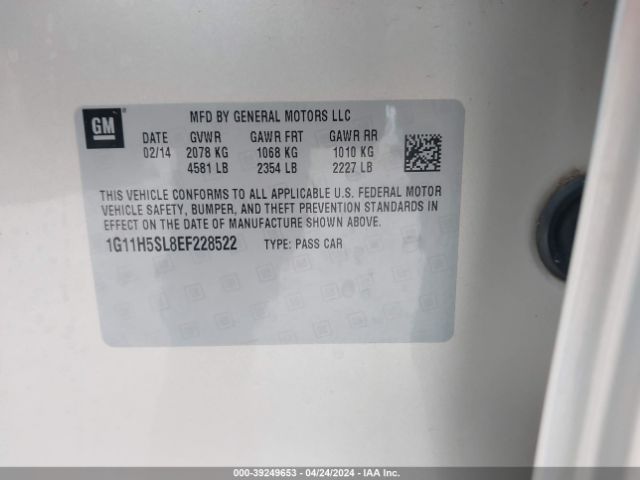 GM
MFD BY GENERAL MOTORS LLC
DATE GVWR GAWR FRT GAWR RR
02/14 2078 KG 1068 KG 1010 KG
4581 LB 2354 LB 2227 LB
THIS VEHICLE CONFORMS TO ALL APPLICABLE U.S. FEDERAL MOTOR
VEHICLE SAFETY, BUMPER, AND THEFT PREVENTION STANDARDS IN
EFFECT ON THE DATE OF MANUFACTURE SHOWN ABOVE.
1G11H5SL8EF228522 TYPE: PASS CAR
000-39249653 - 04/24/2024 - IAA Inc.